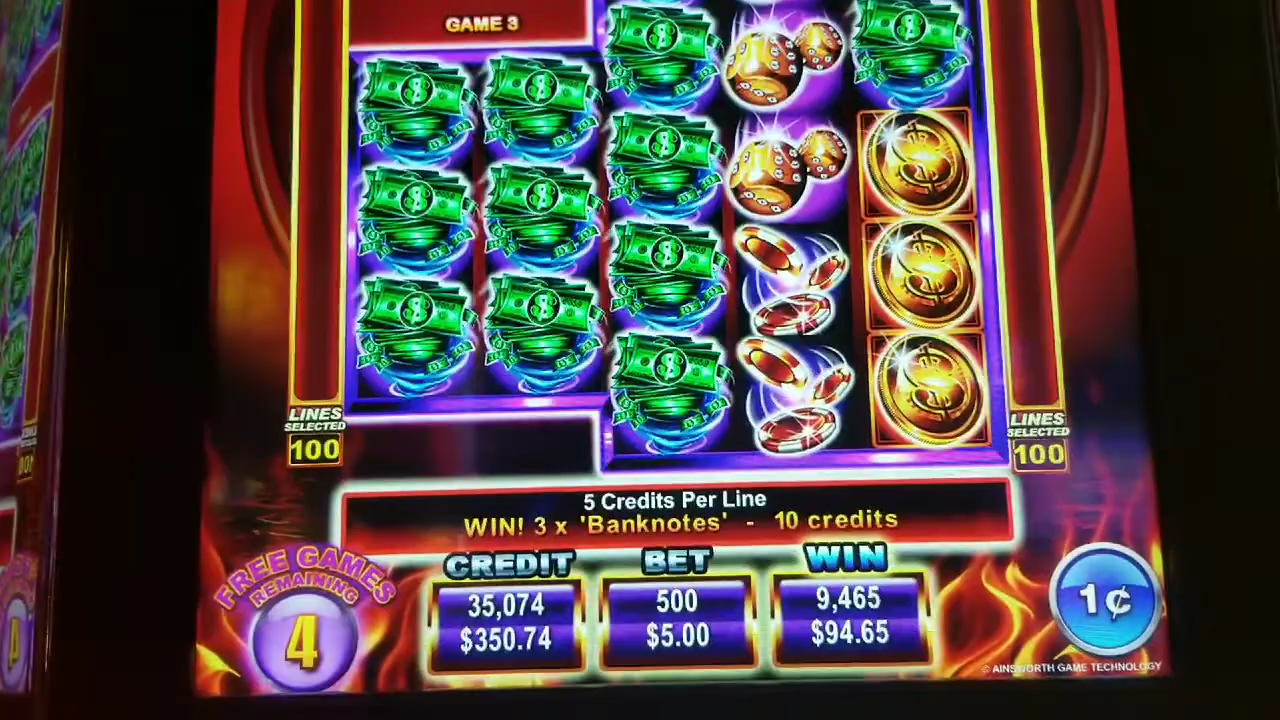 GAME 3
LINES
SELECTED
100
LINES
SELECTED
100
5 Credits Per Line
WIN! 3 x 'Banknotes' - 10 credits
FREE GAMES
REMAINING
4
CREDIT
35,074
$350.74
BET
500
$5.00
WIN
9,465
$94.65
1¢
© AINSWORTH GAME TECHNOLOGY